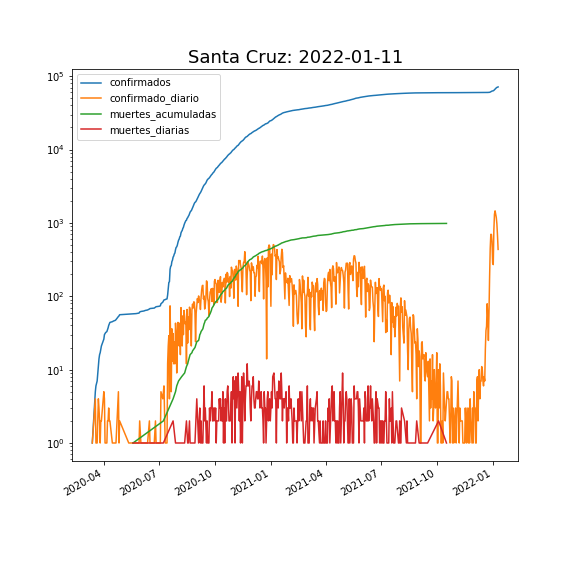 Santa Cruz: 2022-01-11
confirmados
confirmado_diario
muertes_acumuladas
muertes_diarias
10^5
10^4
10^3
10^2
10^1
10^0
2020-04
2020-07
2020-10
2021-01
2021-04
2021-07
2021-10
2022-01